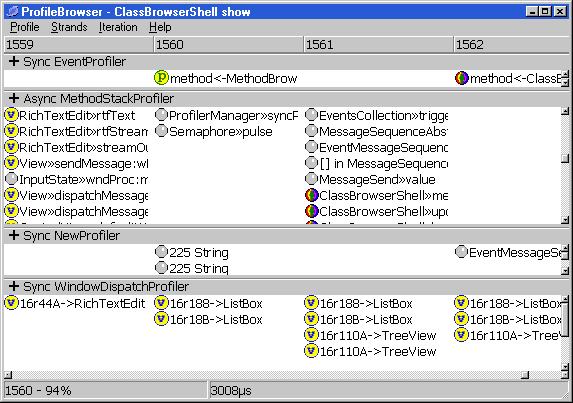 ProfileBrowser - ClassBrowserShell show
Profile Strands Iteration Help
1559 1560 1561 1562
+ Sync EventProfiler
p method<-MethodBrow method<-ClassB
+ Async MethodStackProfiler
RichTextEdit»rtfText ProfilerManager»syncP EventsCollection»trigge
RichTextEdit»rtfStream Semaphore»pulse MessageSequenceAbs
RichTextEdit»streamOu EventMessageSequenc
View»sendMessage:wl [] in MessageSequence
InputState»wndProc:m MessageSend»value
View»dispatchMessage ClassBrowserShell»me
View»dispatchMessage ClassBrowserShell»upd
+ Sync NewProfiler
225 String EventMessageSe
225 String
+ Sync WindowDispatchProfiler
16r44A->RichTextEdit 16r188->ListBox 16r188->ListBox 16r188->ListBox
16r18B->ListBox 16r18B->ListBox 16r18B->ListBox
16r110A->TreeView 16r110A->TreeV
16r110A->TreeView
1560 - 94% 3008µs